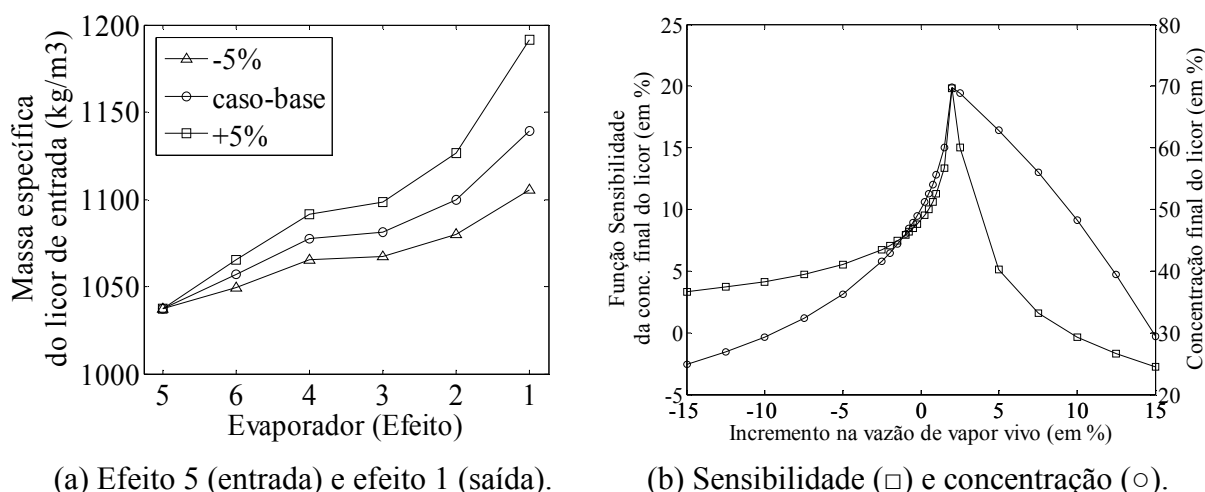 Massa específica
do licor de entrada (kg/m3)
1200
1150
1100
1050
1000
-5%
caso-base
+5%
5 6 4 3 2 1
Evaporador (Efeito)
(a) Efeito 5 (entrada) e efeito 1 (saída).
Função Sensibilidade
da conc. final do licor (em %)
25
20
15
10
5
0
-5
80
70
60
50
40
30
20
Concentração final do licor (em %)
-15 -10 -5 0 5 10 15
Incremento na vazão de vapor vivo (em %)
(b) Sensibilidade (□) e concentração (○).